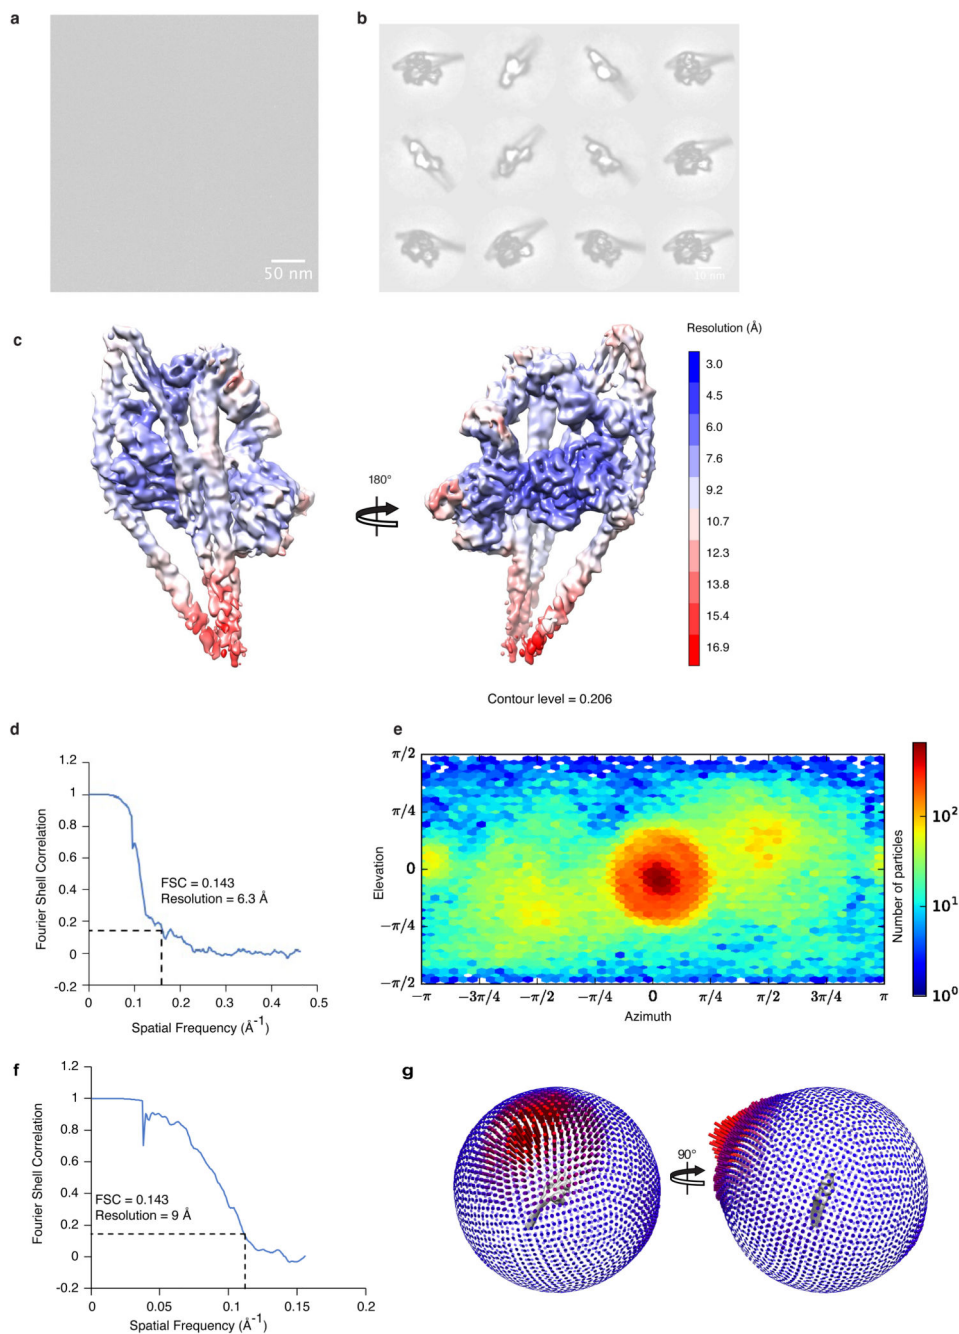 a
b
50 nm
10 nm
c
180°
Resolution (Å)
3.0
4.5
6.0
7.6
9.2
10.7
12.3
13.8
15.4
16.9
Contour level = 0.206
d
1.2
1
0.8
0.6
0.4
0.2
0
-0.2
0
0.1
0.2
0.3
0.4
0.5
Fourier Shell Correlation
FSC = 0.143
Resolution = 6.3 Å
Spatial Frequency (Å⁻¹)
e
π/2
π/4
0
−π/4
−π/2
Elevation
−π
−3π/4
−π/2
−π/4
0
π/4
π/2
3π/4
π
Azimuth
Number of particles
10²
10¹
10⁰
f
1.2
1
0.8
0.6
0.4
0.2
0
-0.2
0
0.05
0.1
0.15
0.2
Fourier Shell Correlation
FSC = 0.143
Resolution = 9 Å
Spatial Frequency (Å⁻¹)
g
90°